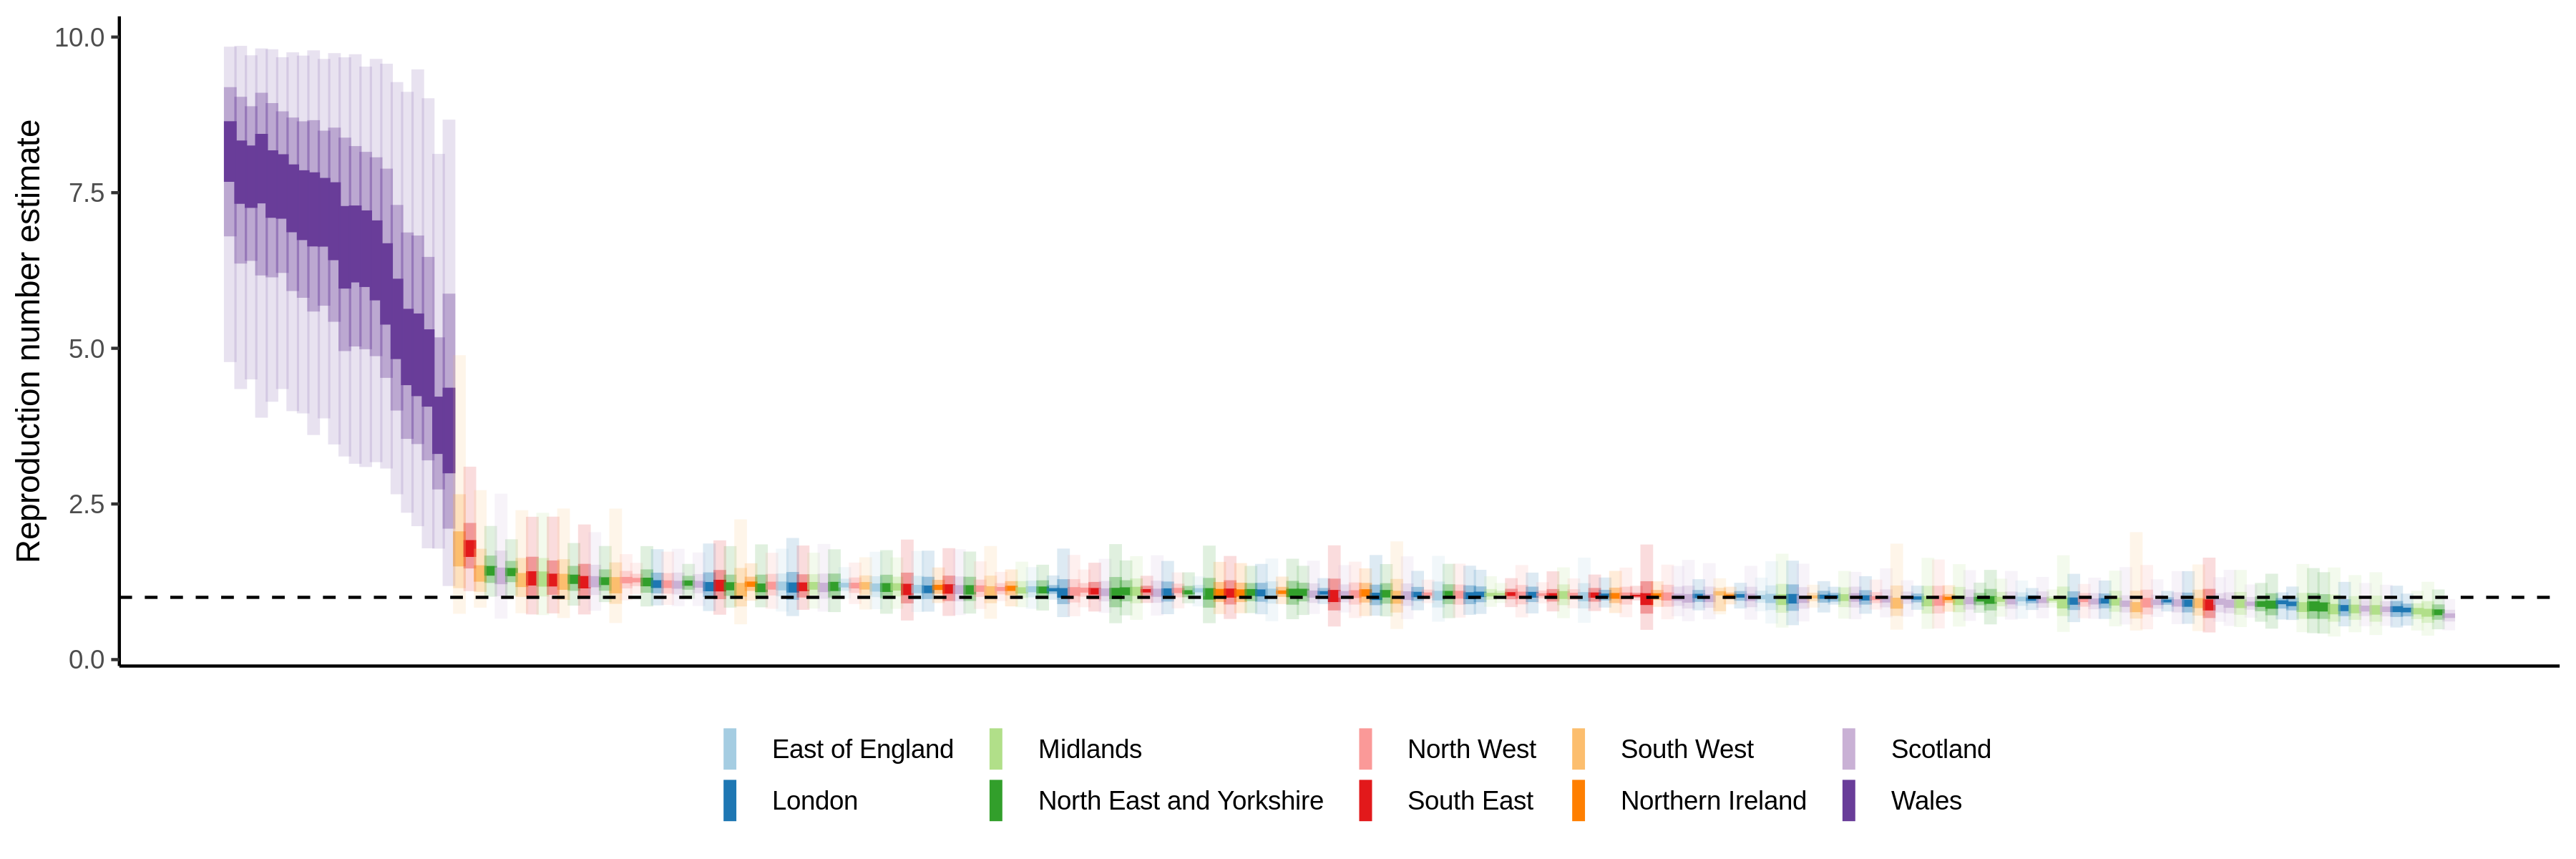 Reproduction number estimate
10.0
7.5
5.0
2.5
0.0
East of England
Midlands
North West
South West
Scotland
London
North East and Yorkshire
South East
Northern Ireland
Wales